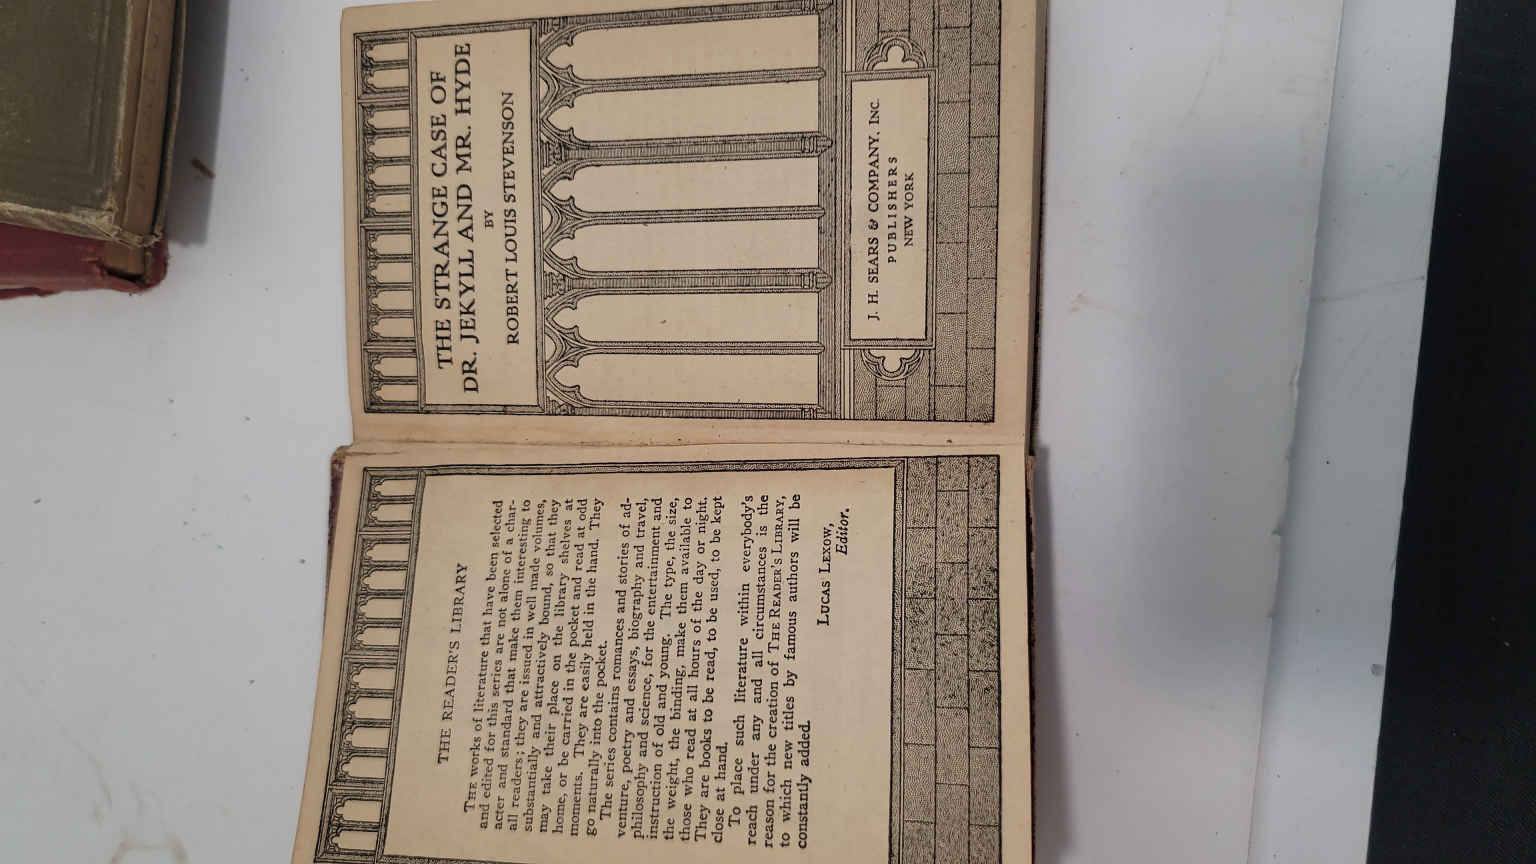 THE READER'S LIBRARY
THE works of literature that have been selected
and edited for this series are not alone of a char-
acter and standard that make them interesting to
all readers; they are issued in well made volumes,
substantially and attractively bound, so that they
may take their place on the library shelves at
home, or be carried in the pocket and read at odd
moments. They are easily held in the hand. They
go naturally into the pocket.
The series contains romances and stories of ad-
venture, poetry and essays, biography and travel,
philosophy and science, for the entertainment and
instruction of old and young. The type, the size,
the weight, the binding, make them available to
those who read at all hours of the day or night.
They are books to be read, to be used, to be kept
close at hand.
To place such literature within everybody's
reach under any and all circumstances is the
reason for the creation of THE READER'S LIBRARY,
to which new titles by famous authors will be
constantly added.
LUCAS LEXOW,
Editor.
THE STRANGE CASE OF
DR. JEKYLL AND MR. HYDE
BY
ROBERT LOUIS STEVENSON
J. H. SEARS & COMPANY, INC.
PUBLISHERS
NEW YORK